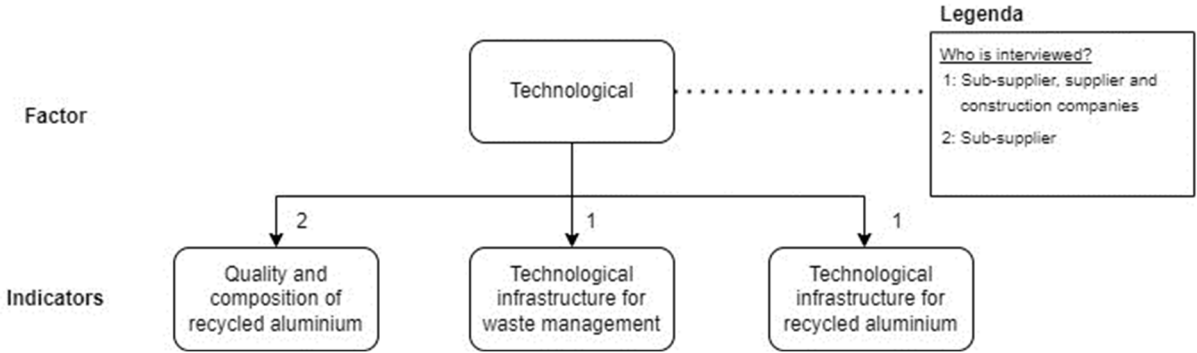 Legenda
Who is interviewed?
1: Sub-supplier, supplier and
construction companies
2: Sub-supplier
Technological
Factor
2
1
1
Indicators
Quality and
composition of
recycled aluminium
Technological
infrastructure for
waste management
Technological
infrastructure for
recycled aluminium